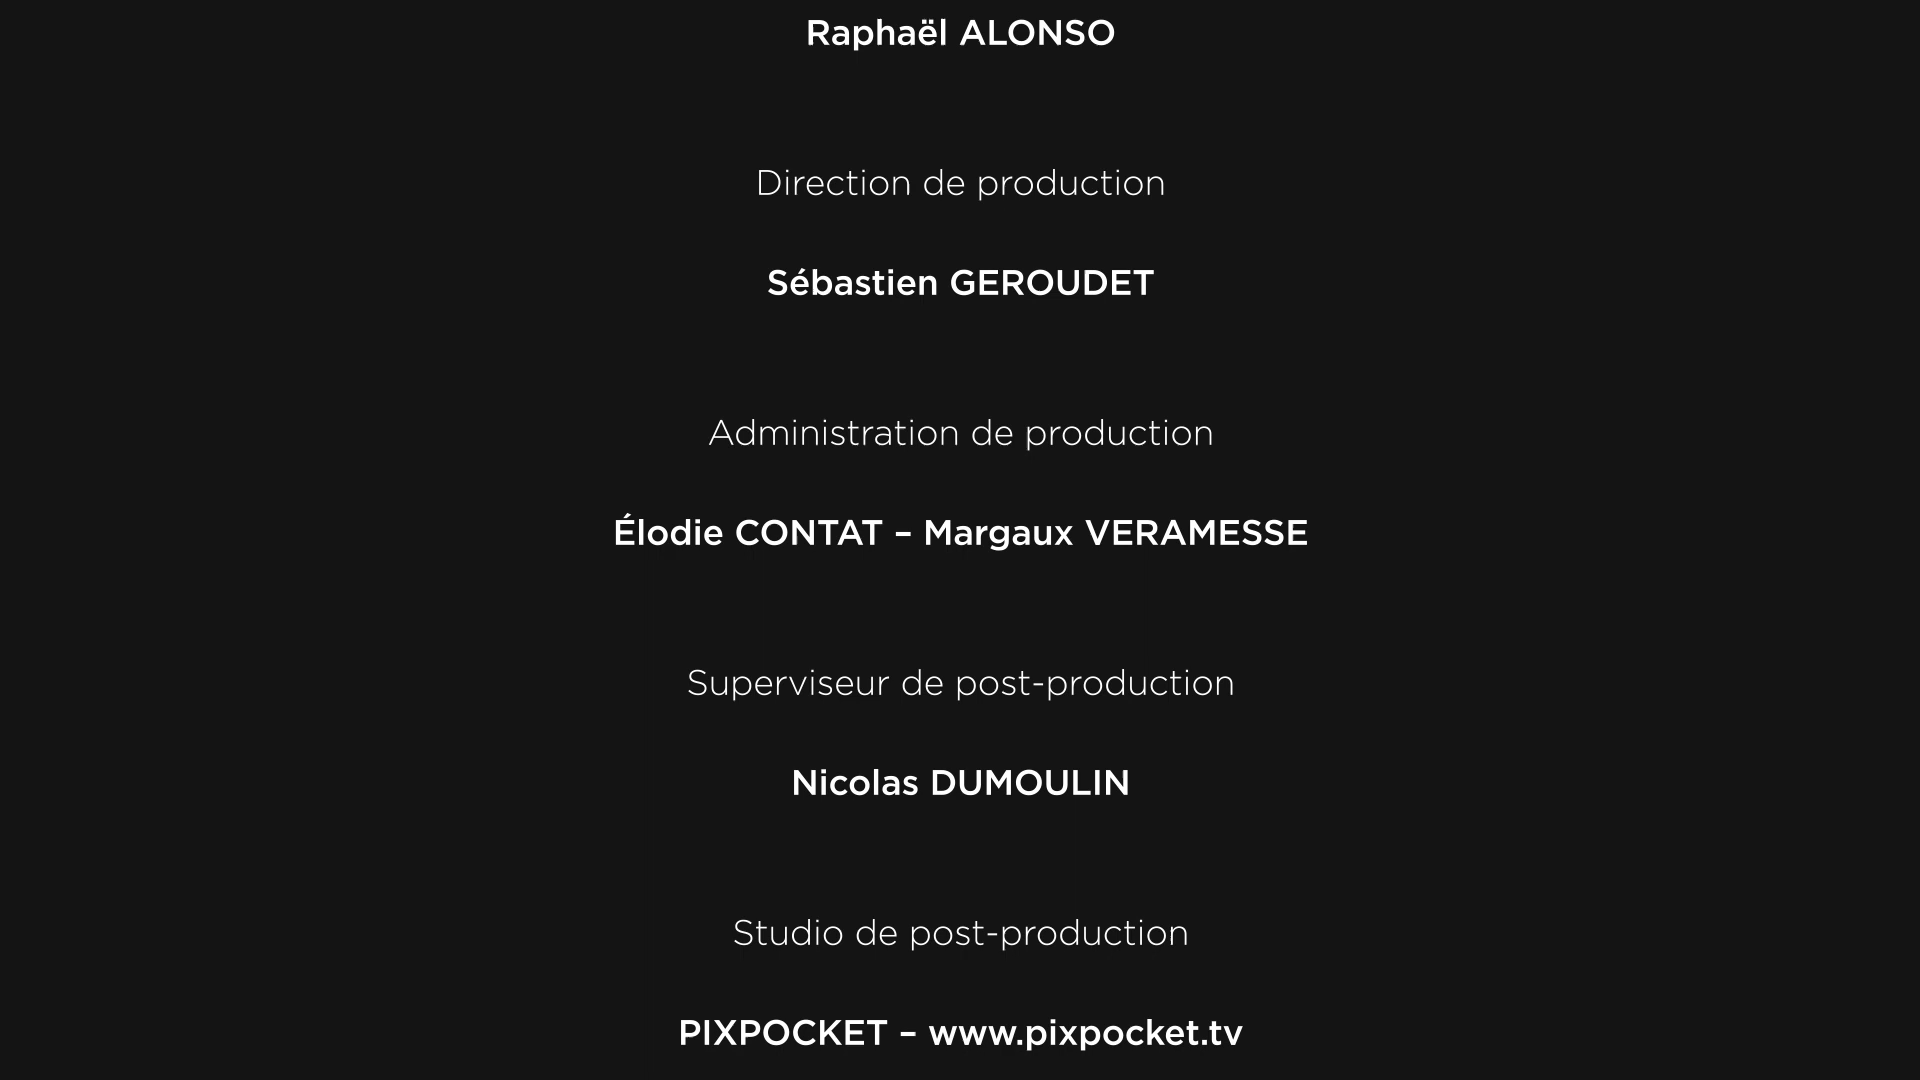 Raphaël ALONSO
Direction de production
Sébastien GEROUDET
Administration de production
Élodie CONTAT – Margaux VERAMESSE
Superviseur de post-production
Nicolas DUMOULIN
Studio de post-production
PIXPOCKET – www.pixpocket.tv